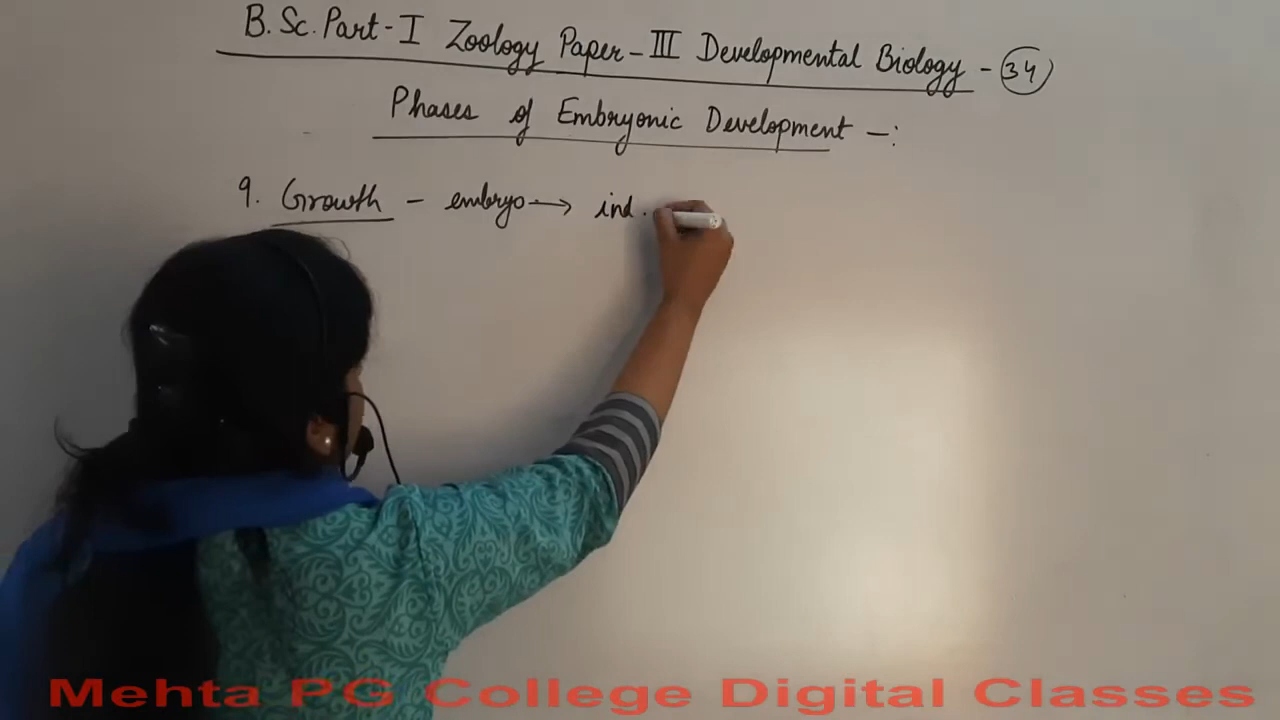 B.Sc. Part-I Zoology Paper-III Developmental Biology - 34
Phases of Embryonic Development -:
9. Growth - embryo → ind.
Mehta PG College Digital Classes